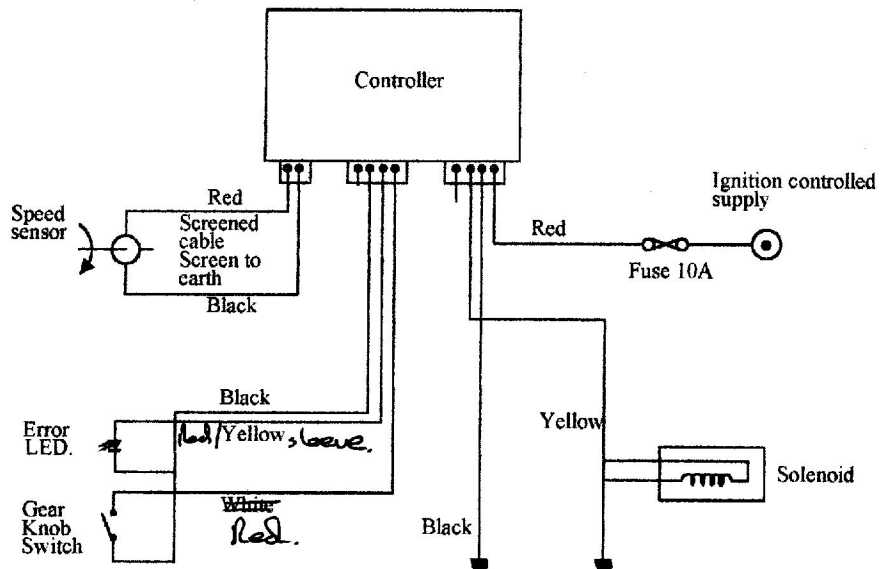 Controller
Red
Speed
sensor
Screened
cable
Screen to
earth
Black
Ignition controlled
supply
Red
Fuse 10A
Black
Error
LED.
Red/Yellow sleeve.
Yellow
Solenoid
Gear
Knob
Switch
White
Red.
Black